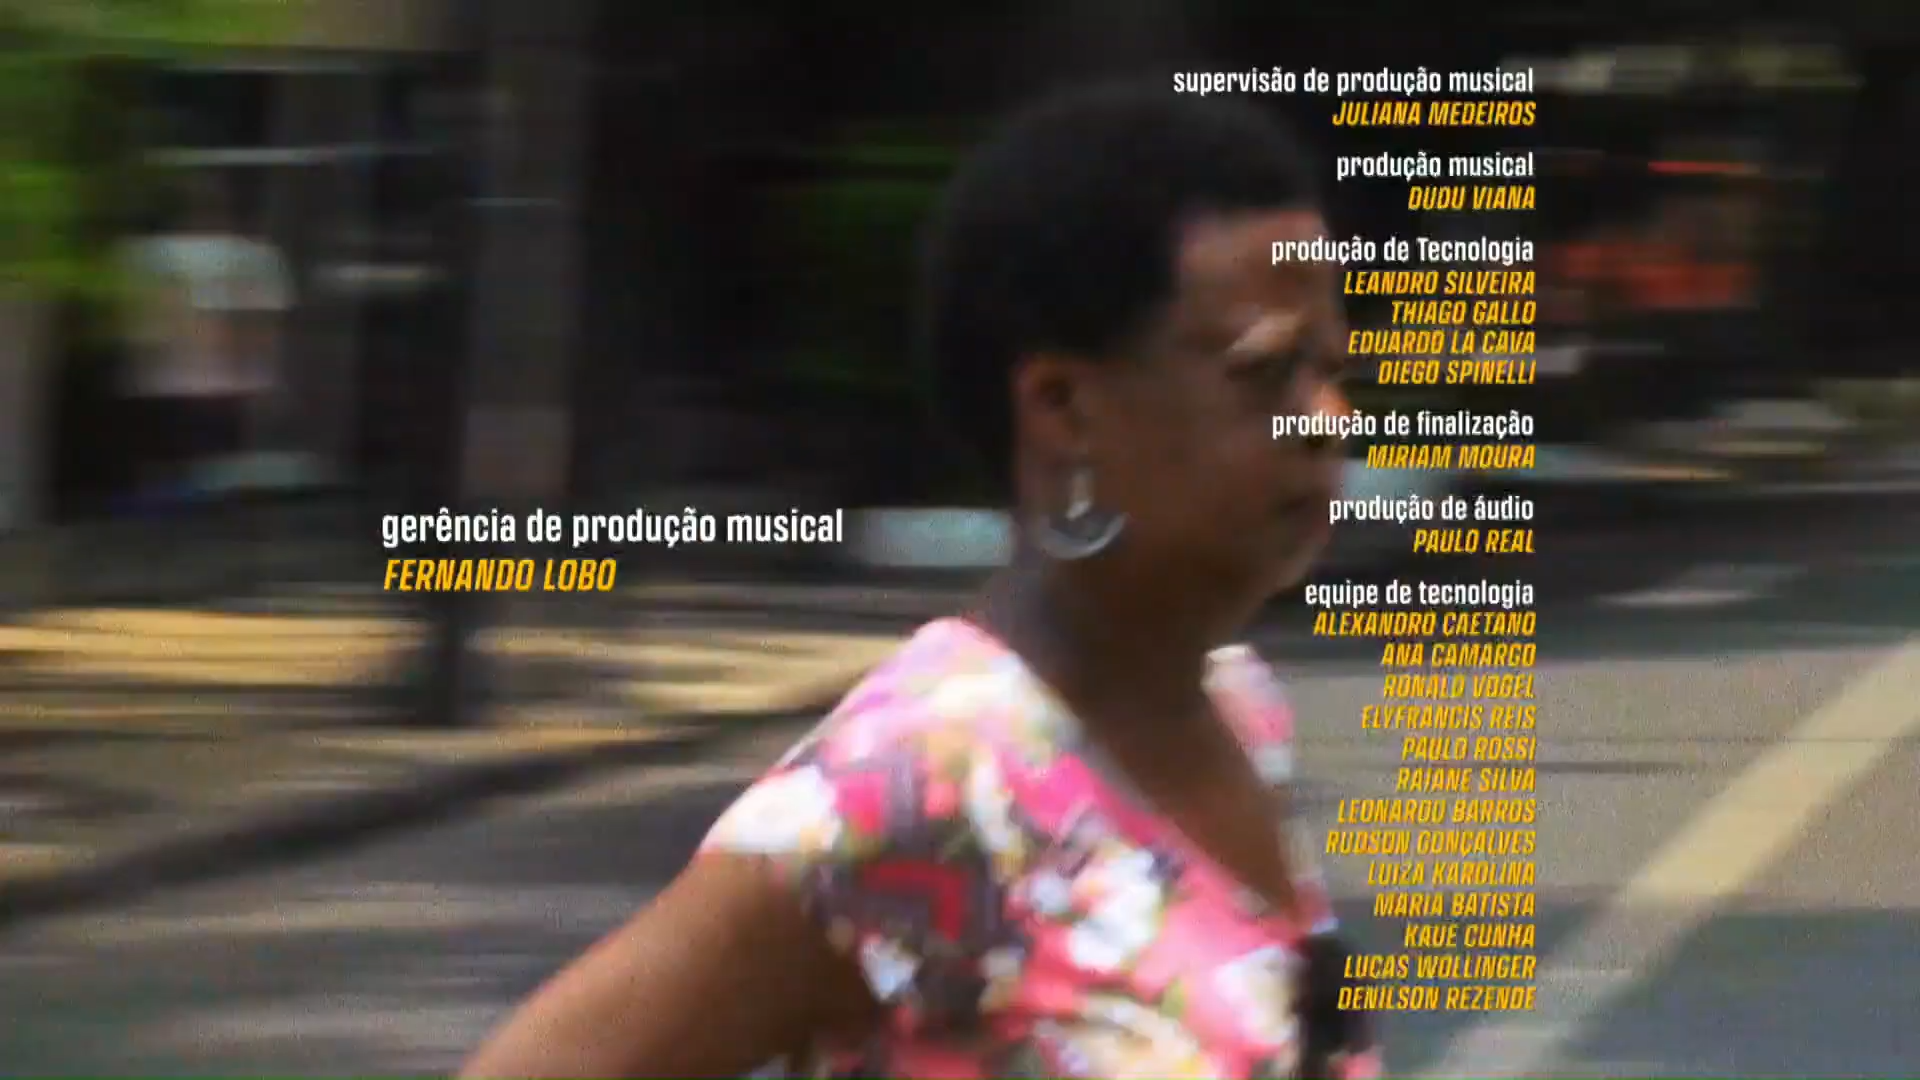 gerência de produção musical
FERNANDO LOBO
supervisão de produção musical
JULIANA MEDEIROS
produção musical
DUDU VIANA
produção de Tecnologia
LEANDRO SILVEIRA
THIAGO GALLO
EDUARDO LA CAVA
DIEGO SPINELLI
produção de finalização
MIRIAM MOURA
produção de áudio
PAULO REAL
equipe de tecnologia
ALEXANDRO CAETANO
ANA CAMARGO
RONALD VOGEL
ELYFRANCIS REIS
PAULO ROSSI
RAIANE SILVA
LEONARDO BARROS
RUDSON GONÇALVES
LUIZA KAROLINA
MARIA BATISTA
KAUÊ CUNHA
LUCAS WOLLINGER
DENILSON REZENDE